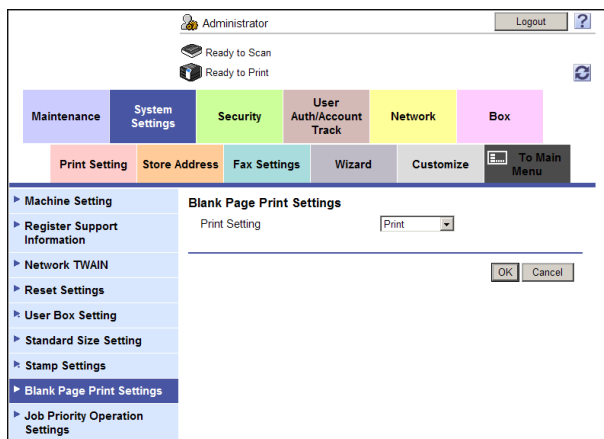 Administrator
Logout
?
Ready to Scan
Ready to Print
Maintenance
System
Settings
Security
User
Auth/Account
Track
Network
Box
Print Setting
Store Address
Fax Settings
Wizard
Customize
To Main
Menu
Machine Setting
Register Support
Information
Network TWAIN
Reset Settings
User Box Setting
Standard Size Setting
Stamp Settings
Blank Page Print Settings
Job Priority Operation
Settings
Blank Page Print Settings
Print Setting
Print
OK
Cancel